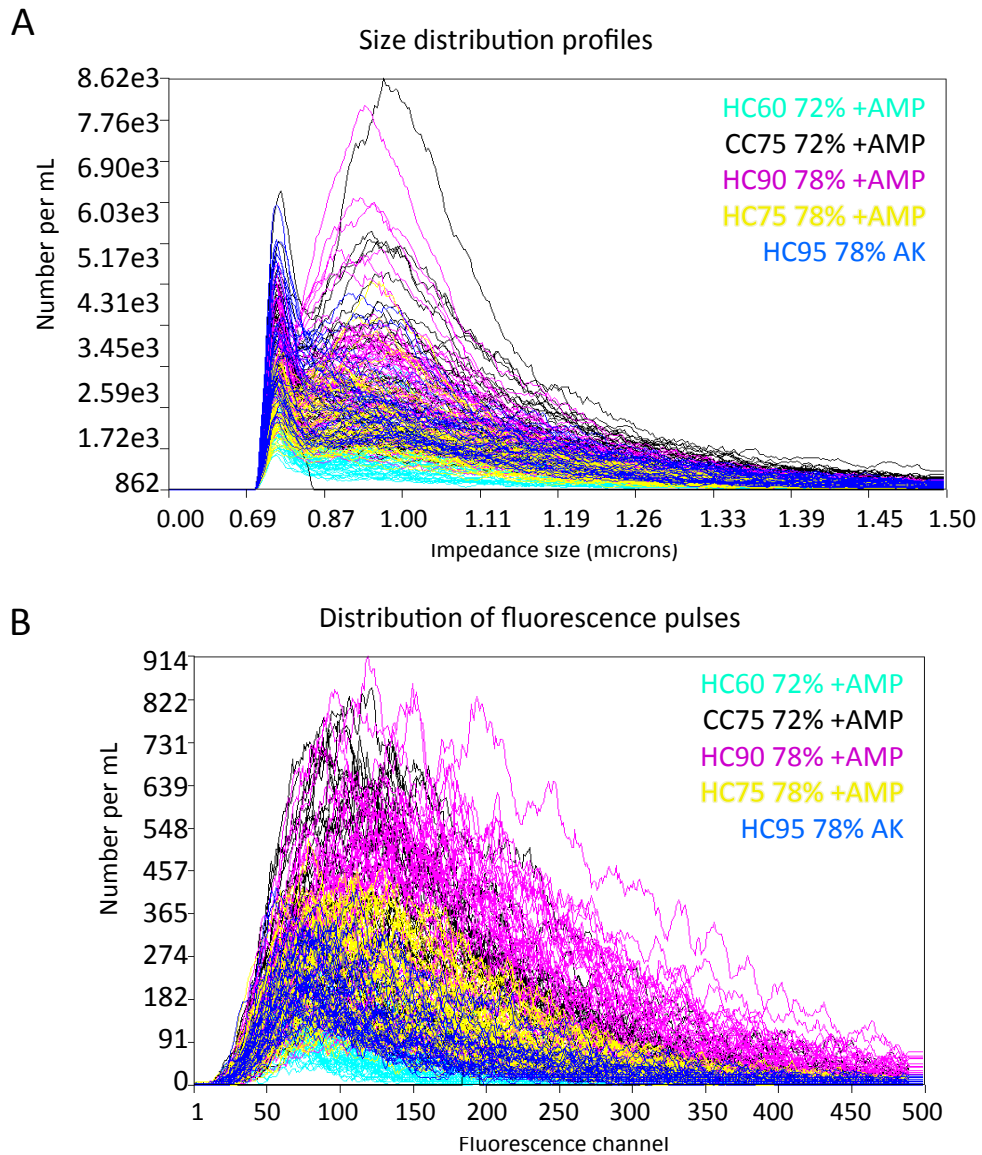 A
Size distribution profiles
8.62e3
7.76e3
6.90e3
6.03e3
5.17e3
4.31e3
3.45e3
2.59e3
1.72e3
862
Number per mL
HC60 72% +AMP
CC75 72% +AMP
HC90 78% +AMP
HC75 78% +AMP
HC95 78% AK
0.00 0.69 0.87 1.00 1.11 1.19 1.26 1.33 1.39 1.45 1.50
Impedance size (microns)
B
Distribution of fluorescence pulses
914
822
731
639
548
457
365
274
182
91
0
Number per mL
HC60 72% +AMP
CC75 72% +AMP
HC90 78% +AMP
HC75 78% +AMP
HC95 78% AK
1 50 100 150 200 250 300 350 400 450 500
Fluorescence channel